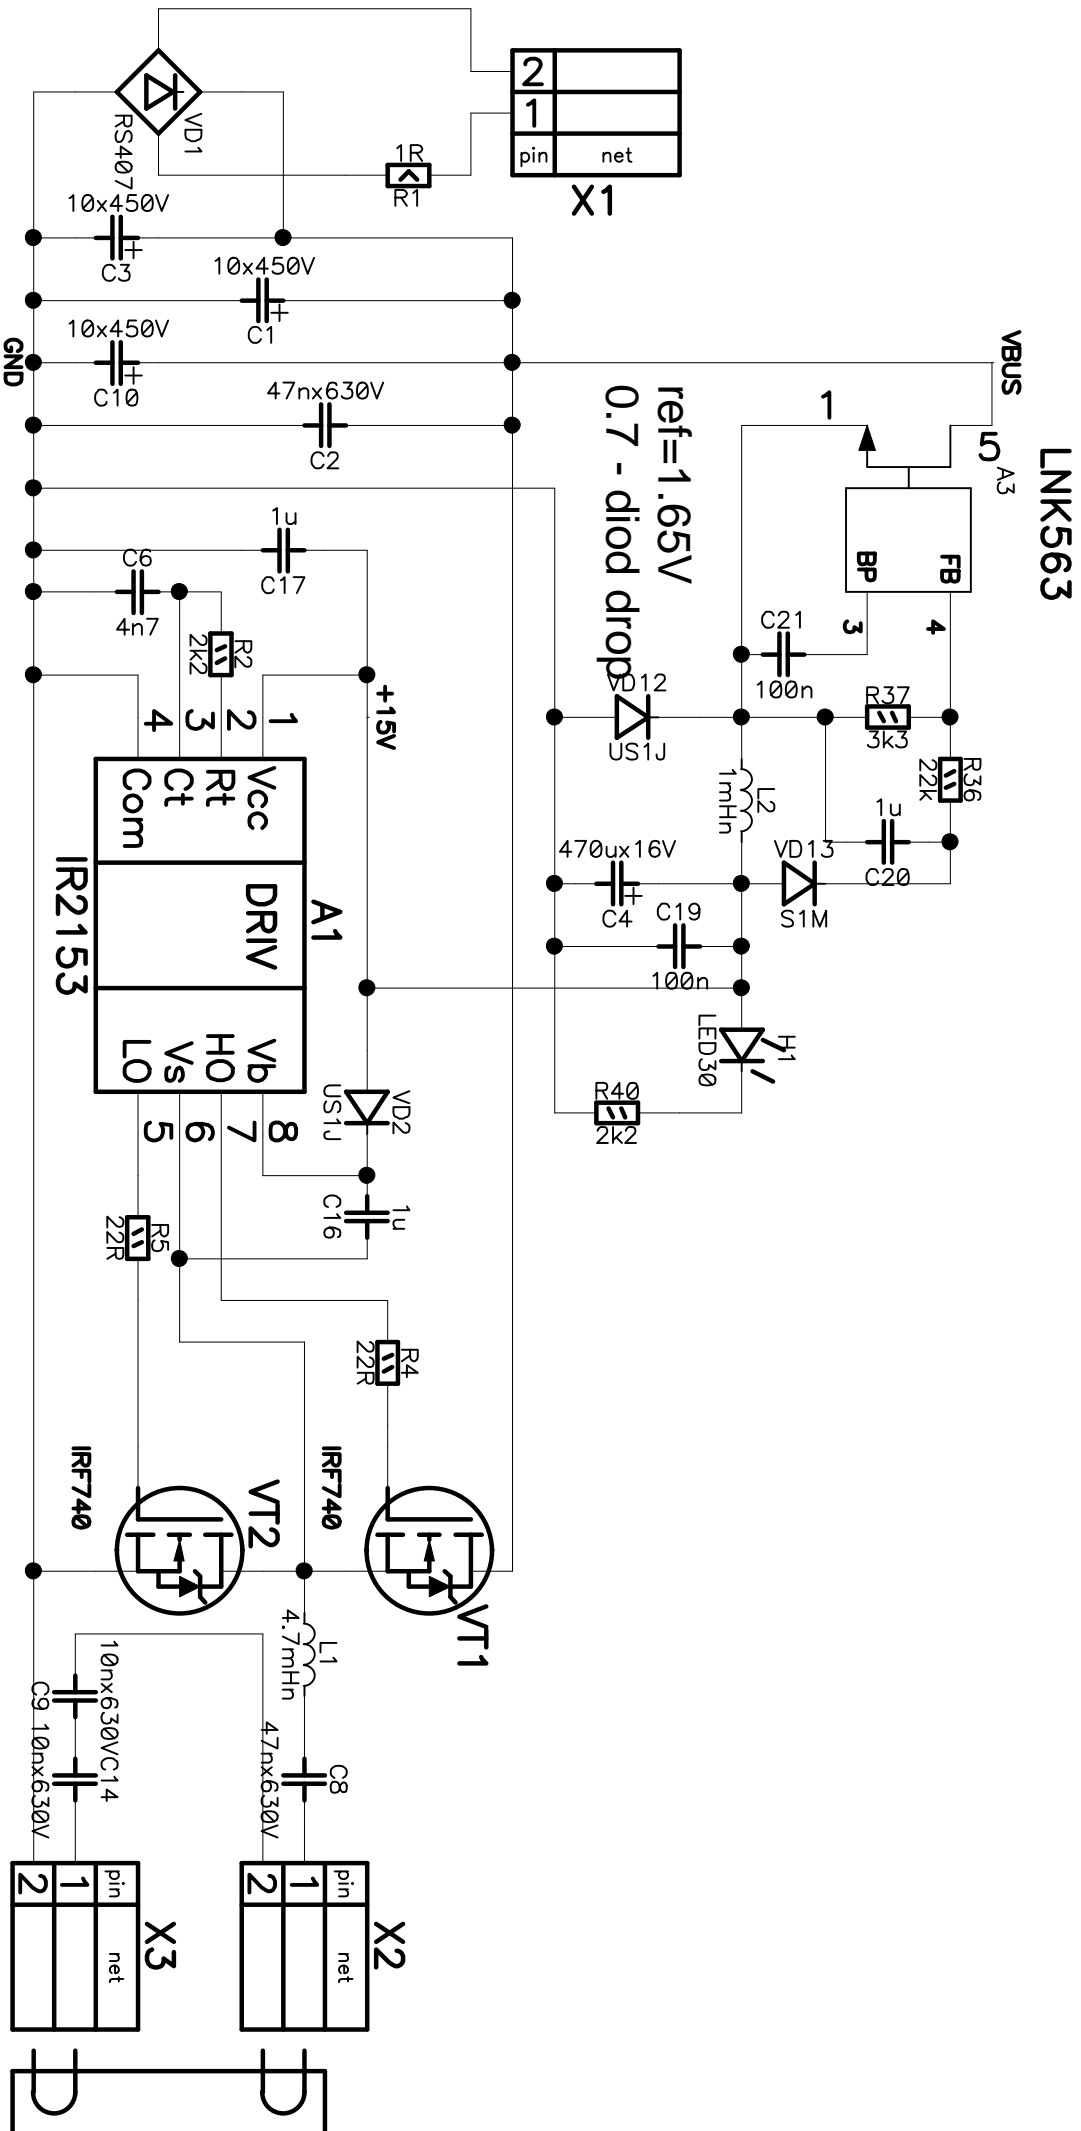 2
1
pin net
X1
1R
R1
VD1
RS407
10x450V
C3
10x450V
C1
10x450V
C10
GND
47nx630V
C2
VBUS
LNK563
1
5
A3
BP
FB
3
4
ref=1.65V
0.7 - diod drop
C21
100n
R37
3k3
R36
22k
1u
C20
VD12
US1J
L2
1mHn
VD13
S1M
470ux16V
C4
C19
100n
H1
LED30
R40
2k2
1u
C17
C6
4n7
R2
2k2
+15V
4
3
2
1
Com
Ct
Rt
Vcc
DRIV
A1
IR2153
LO
Vs
HO
Vb
5
6
7
8
VD2
US1J
C16
1u
R5
22R
R4
22R
IRF740
VT2
IRF740
VT1
L1
4.7mHn
10nx630V
C9
C14
10nx630V
47nx630V
C8
2
1
pin
net
X3
2
1
pin
net
X2